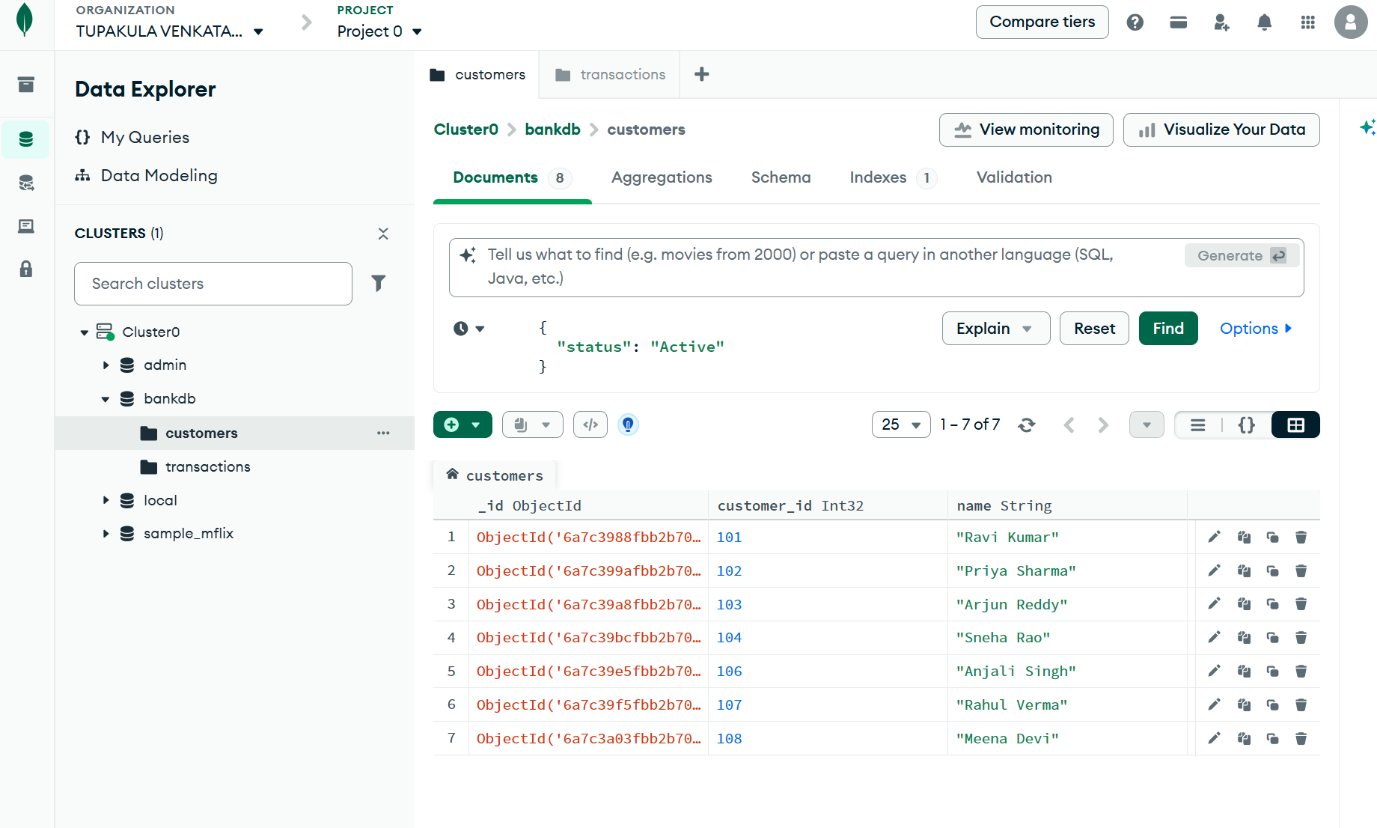 ORGANIZATION
TUPAKULA VENKATA...
PROJECT
Project 0
Compare tiers
Data Explorer
My Queries
Data Modeling
CLUSTERS (1)
Search clusters
Cluster0
admin
bankdb
customers
transactions
local
sample_mflix
customers
transactions
Cluster0
bankdb
customers
View monitoring
Visualize Your Data
Documents 8
Aggregations
Schema
Indexes 1
Validation
Tell us what to find (e.g. movies from 2000) or paste a query in another language (SQL,
Java, etc.)
Generate
{
"status": "Active"
}
Explain
Reset
Find
Options
25
1 – 7 of 7
customers
_id ObjectId customer_id Int32 name String
1 ObjectId('6a7c3988fbb2b70… 101 "Ravi Kumar"
2 ObjectId('6a7c399afbb2b70… 102 "Priya Sharma"
3 ObjectId('6a7c39a8fbb2b70… 103 "Arjun Reddy"
4 ObjectId('6a7c39bcfbb2b70… 104 "Sneha Rao"
5 ObjectId('6a7c39e5fbb2b70… 106 "Anjali Singh"
6 ObjectId('6a7c39f5fbb2b70… 107 "Rahul Verma"
7 ObjectId('6a7c3a03fbb2b70… 108 "Meena Devi"